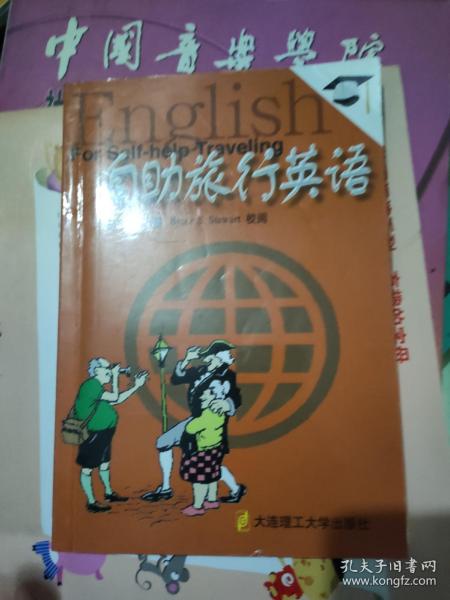 中国音乐学院
English
For Self-help Traveling
自助旅行英语
Stewart 校阅
大连理工大学出版社
孔夫子旧书网
www.kongfz.com